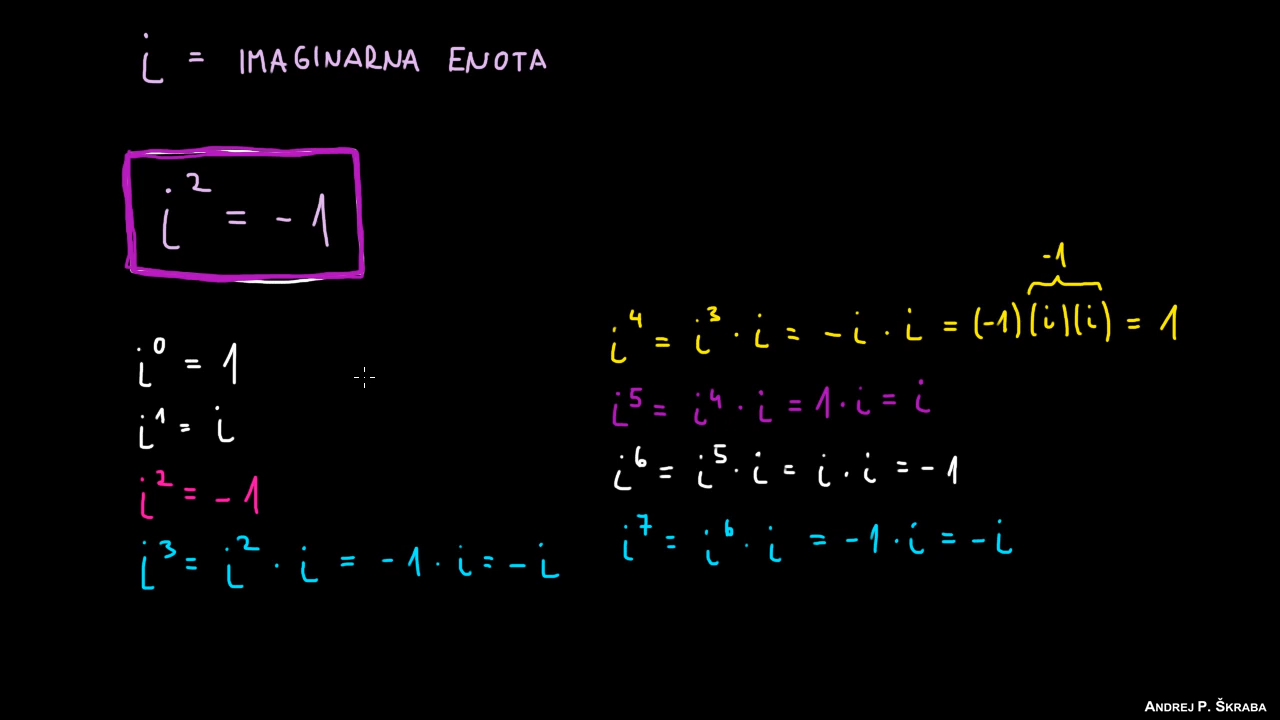 i = IMAGINARNA ENOTA
i² = -1
i⁰ = 1
i¹ = i
i² = -1
i³ = i² · i = -1 · i = -i
-1
i⁴ = i³ · i = -i · i = (-1)(i)(i) = 1
i⁵ = i⁴ · i = 1 · i = i
i⁶ = i⁵ · i = i · i = -1
i⁷ = i⁶ · i = -1 · i = -i
ANDREJ P. ŠKRABA